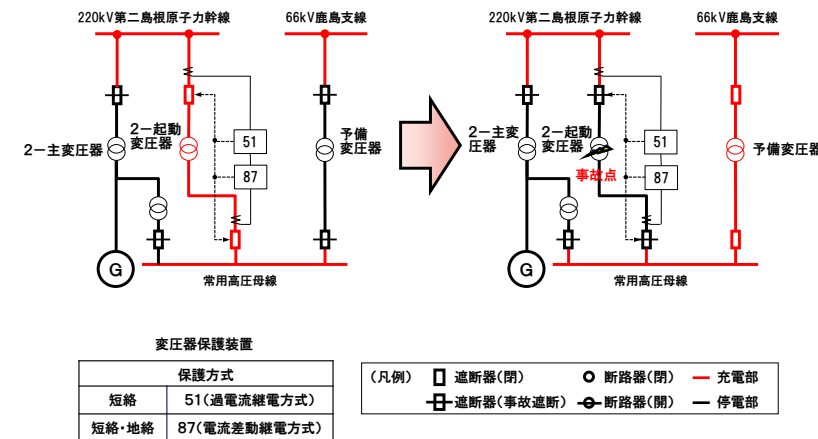 220kV第二島根原子力幹線
66kV鹿島支線
2－主変圧器
2－起動
変圧器
51
87
予備
変圧器
G
常用高圧母線
220kV第二島根原子力幹線
66kV鹿島支線
2－主変
圧器
2－起動
変圧器
事故点
51
87
予備変圧器
G
常用高圧母線
変圧器保護装置
保護方式
短絡 51(過電流継電方式)
短絡・地絡 87(電流差動継電方式)
(凡例) 遮断器(閉) 断路器(閉) 充電部
遮断器(事故遮断) 断路器(開) 停電部